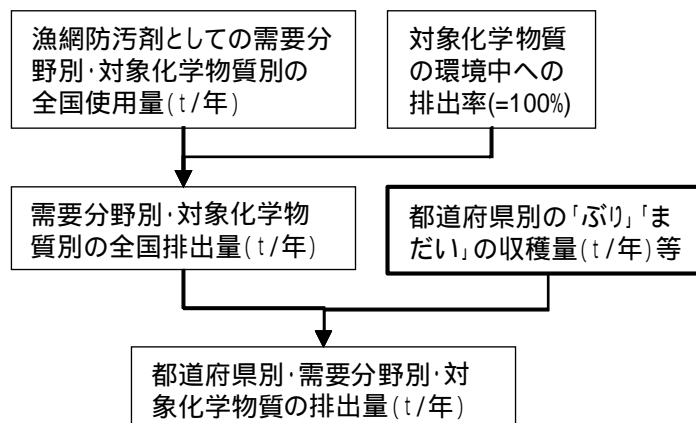 漁網防汚剤としての需要分
野別・対象化学物質別の
全国使用量(t/年)
対象化学物質
の環境中への
排出率(=100%)
需要分野別・対象化学物
質別の全国排出量(t/年)
都道府県別の「ぶり」「ま
だい」の収穫量(t/年)等
都道府県別・需要分野別・対
象化学物質の排出量(t/年)